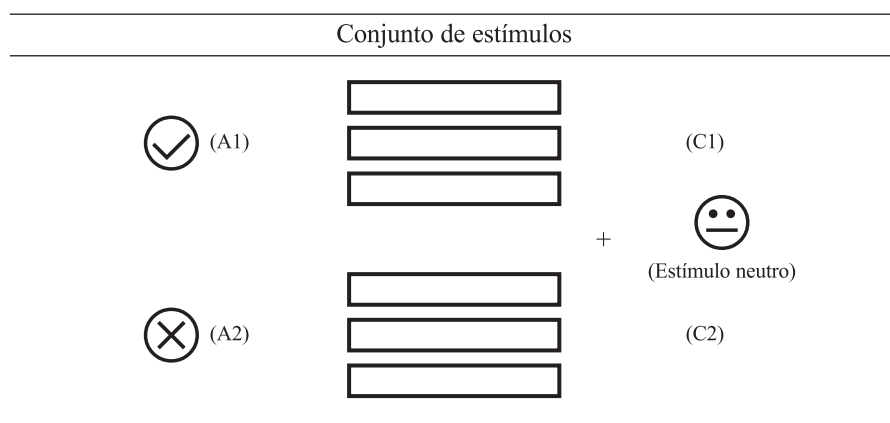 Conjunto de estímulos
(A1)
(C1)
+
(Estímulo neutro)
(A2)
(C2)